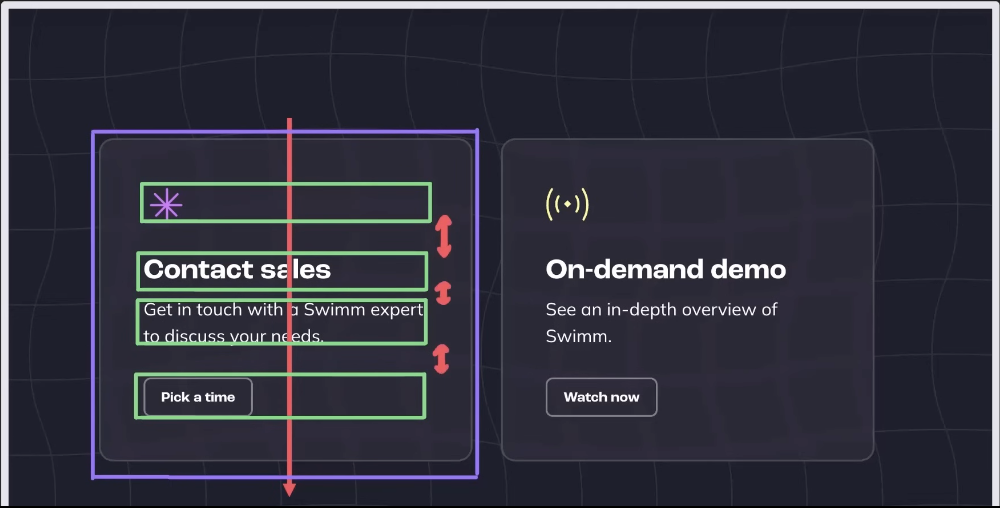 Contact sales
Get in touch with a Swimm expert
to discuss your needs.
Pick a time
On-demand demo
See an in-depth overview of
Swimm.
Watch now